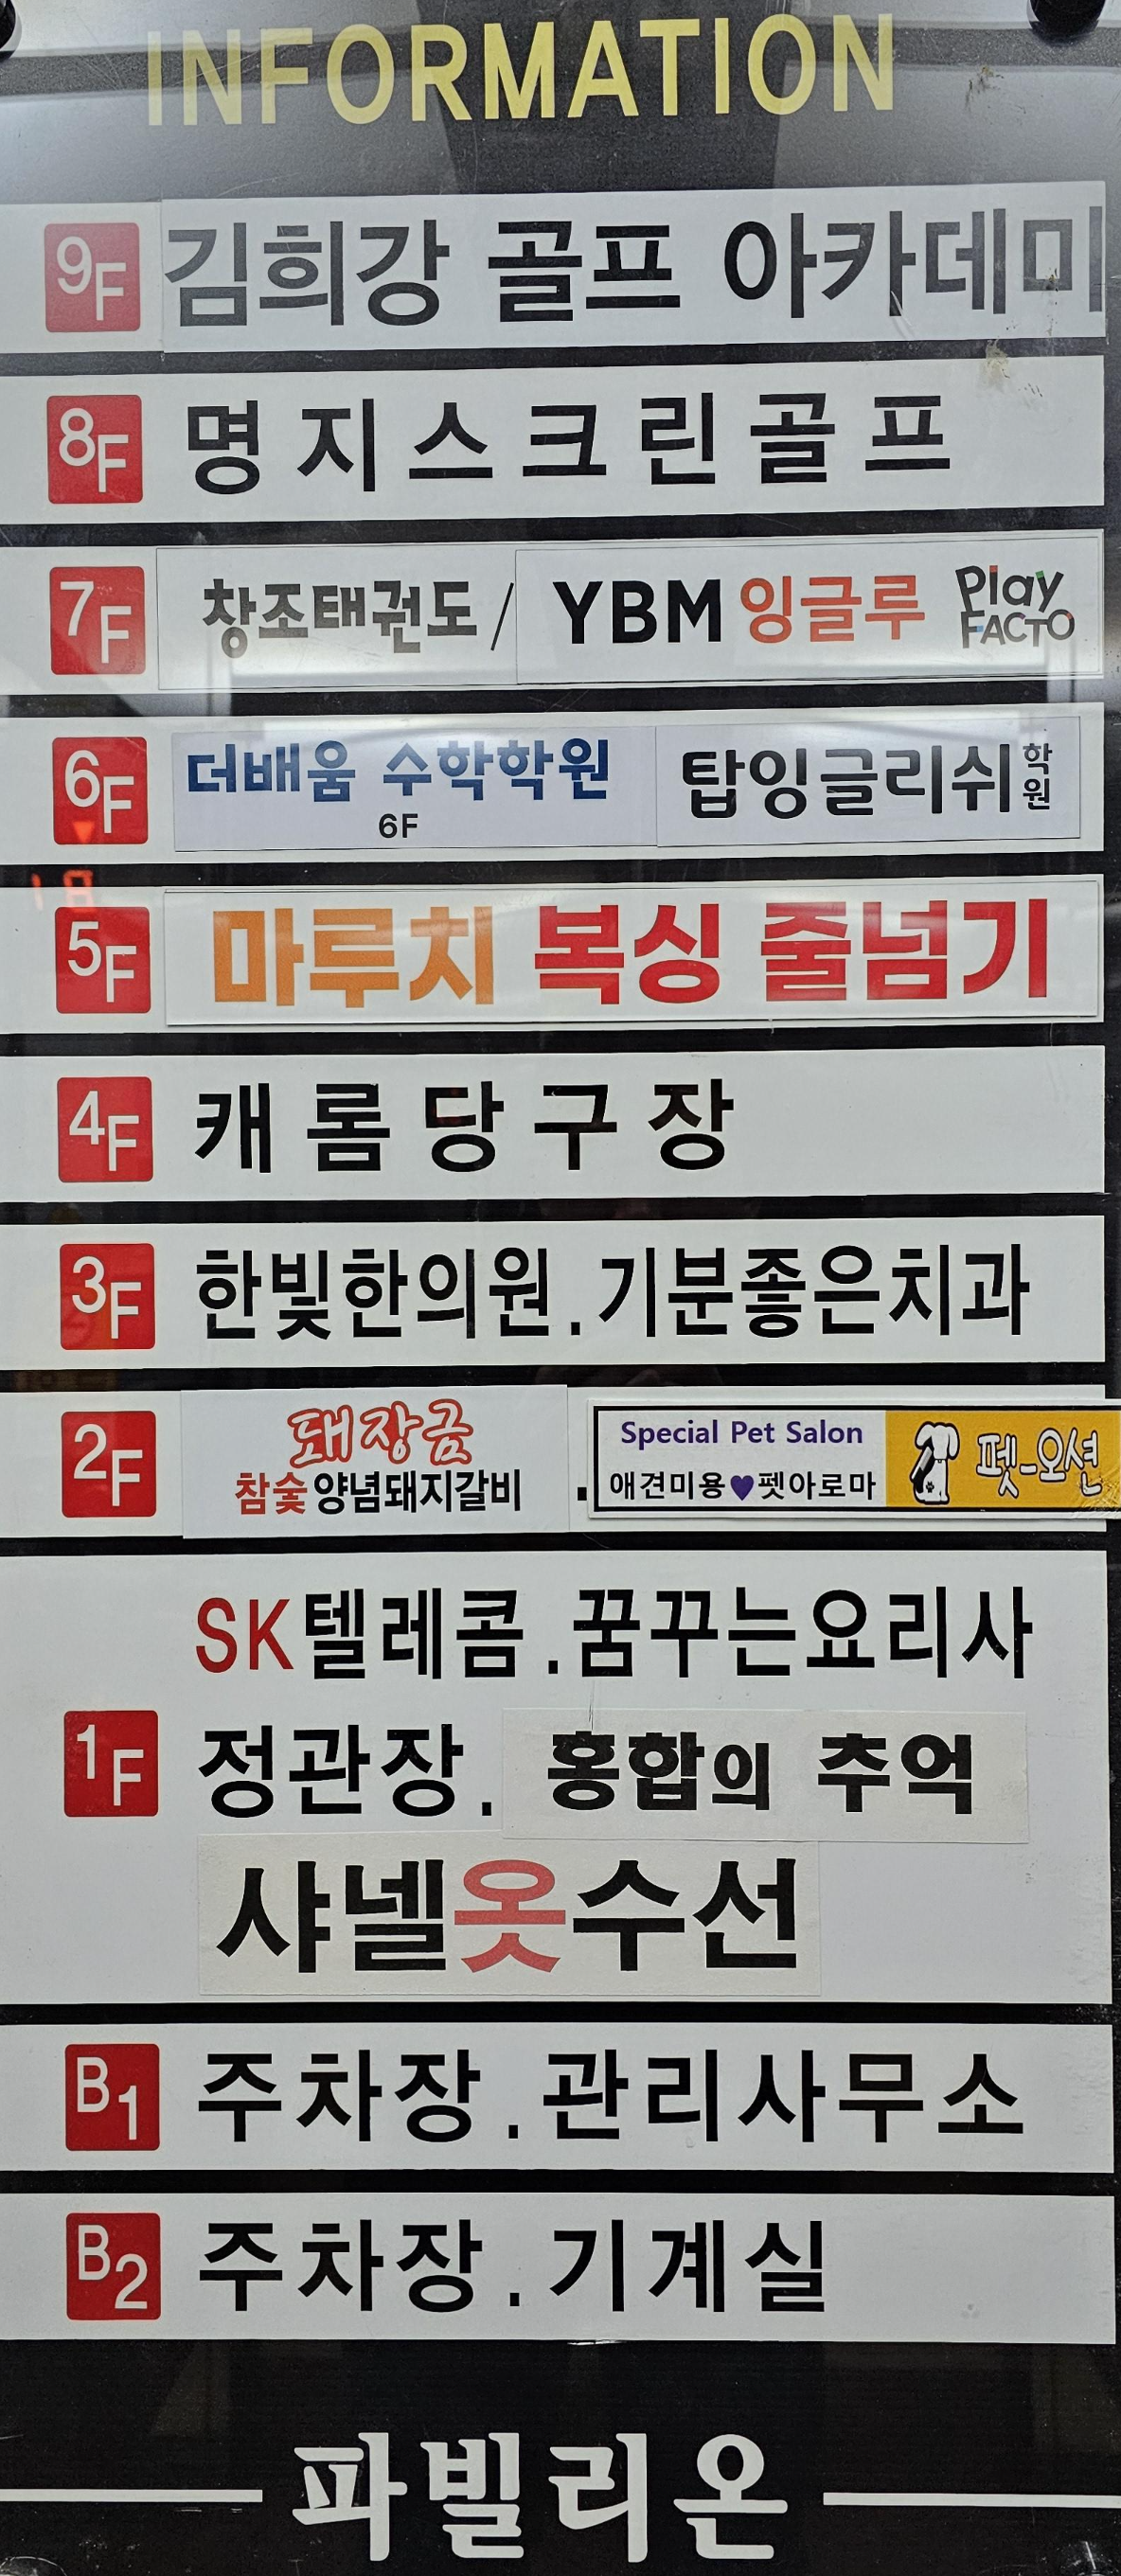 INFORMATION
9F 김희강 골프 아카데미
8F 명지스크린골프
7F 창조태권도 / YBM 잉글루 Play FACTO
6F 더배움 수학학원 6F 탑잉글리쉬 학원
5F 마루치 복싱 줄넘기
4F 캐롬당구장
3F 한빛한의원.기분좋은치과
2F 돼장금 참숯양념돼지갈비 . Special Pet Salon 애견미용♥펫아로마 펫-오션
SK텔레콤.꿈꾸는요리사
1F 정관장. 홍합의 추억
샤넬옷수선
B1 주차장.관리사무소
B2 주차장.기계실
파빌리온